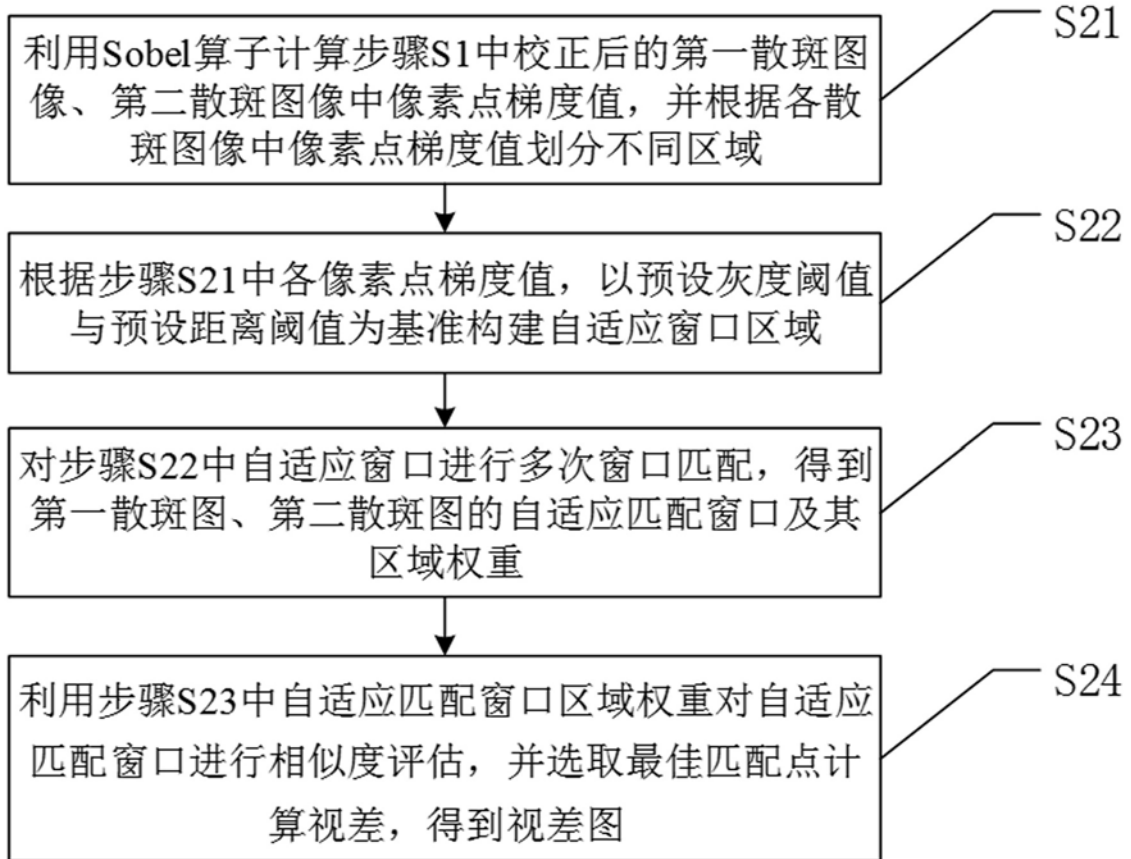 S21
利用Sobel算子计算步骤S1中校正后的第一散斑图
像、第二散斑图像中像素点梯度值，并根据各散
斑图像中像素点梯度值划分不同区域
S22
根据步骤S21中各像素点梯度值，以预设灰度阈值
与预设距离阈值为基准构建自适应窗口区域
S23
对步骤S22中自适应窗口进行多次窗口匹配，得到
第一散斑图、第二散斑图的自适应匹配窗口及其
区域权重
S24
利用步骤S23中自适应匹配窗口区域权重对自适应
匹配窗口进行相似度评估，并选取最佳匹配点计
算视差，得到视差图